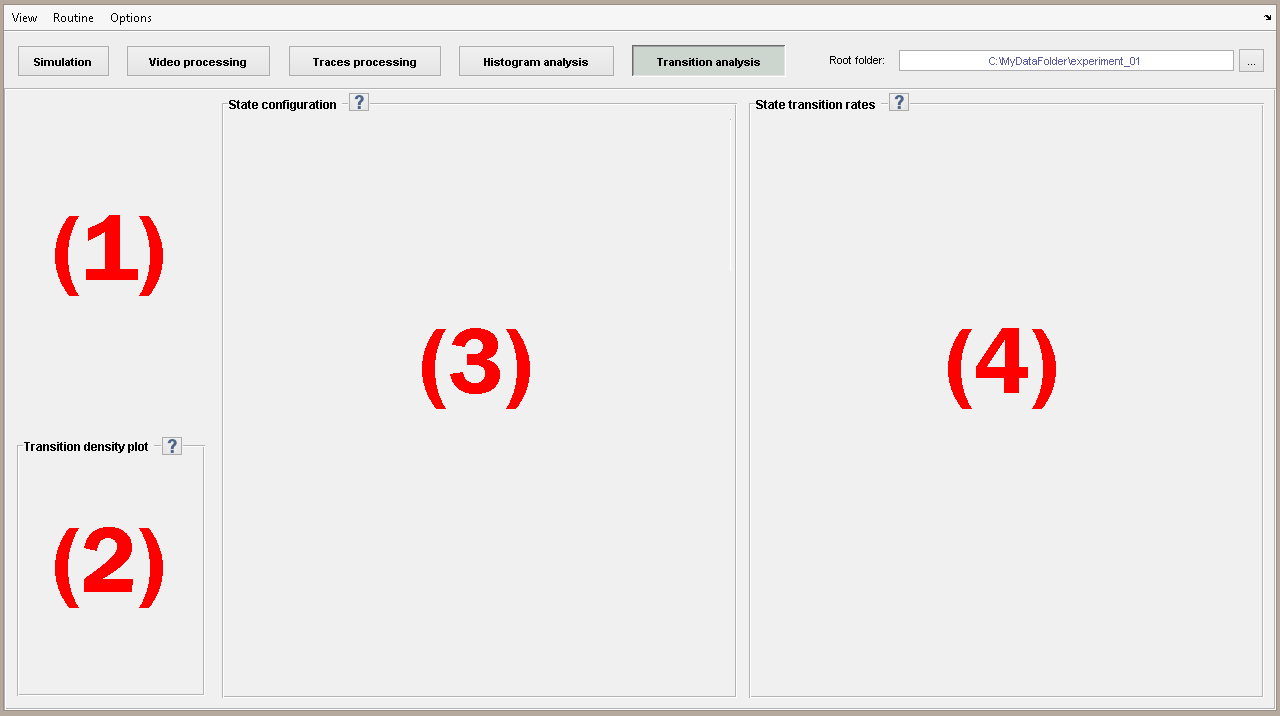 View Routine Options
Simulation Video processing Traces processing Histogram analysis Transition analysis Root folder: C:\MyDataFolder\experiment_01 ...
State configuration ? State transition rates ?
(1)
(3) (4)
Transition density plot ?
(2)